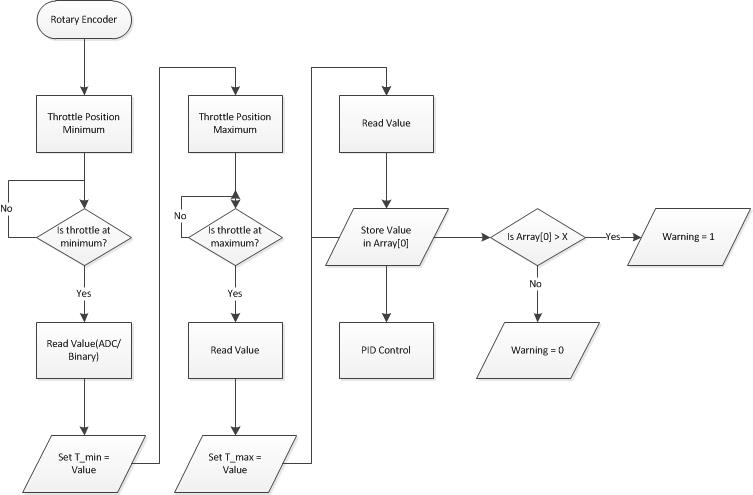 Rotary Encoder
Throttle Position
Minimum
No
Is throttle at
minimum?
Yes
Read Value(ADC/
Binary)
Set T_min =
Value
Throttle Position
Maximum
No
Is throttle at
maximum?
Yes
Read Value
Set T_max =
Value
Read Value
Store Value
in Array[0]
PID Control
Is Array[0] > X
Yes
Warning = 1
No
Warning = 0